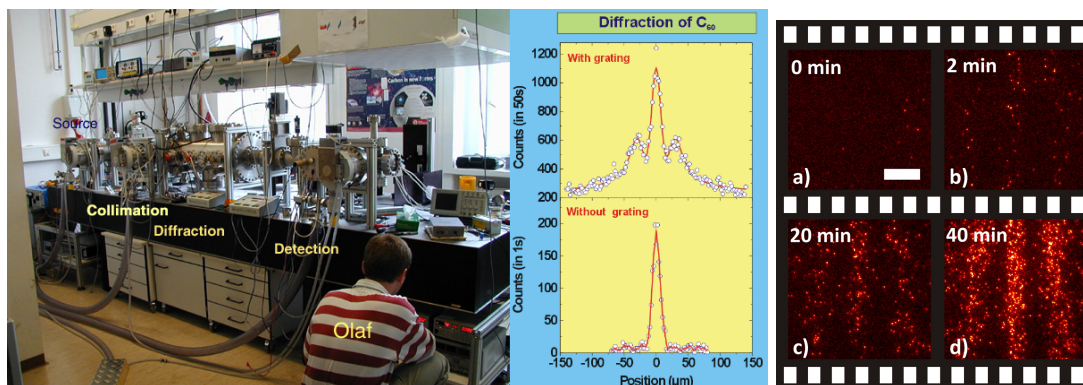 Source
Collimation
Diffraction
Detection
Olaf
Diffraction of C60
With grating
Counts (in 50s)
1200
1000
800
600
400
200
Without grating
Counts (in 1s)
200
150
100
50
0
-150 -100 -50 0 50 100 150
Position (µm)
0 min
a)
2 min
b)
20 min
c)
40 min
d)